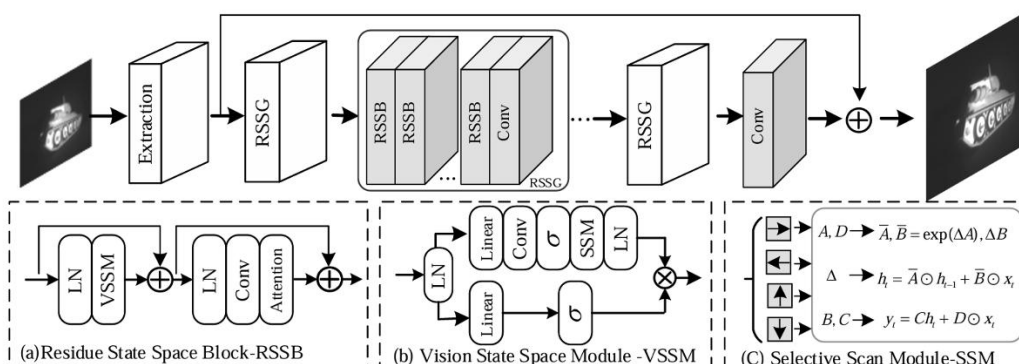 Extraction
RSSG
RSSB
RSSB
...
RSSB
Conv
RSSG
...
RSSG
Conv
LN
VSSM
LN
Conv
Attention
(a)Residue State Space Block-RSSB
LN
Linear
Conv
σ
SSM
LN
Linear
σ
(b) Vision State Space Module -VSSM
A, D → A̅, B̅ = exp(ΔA), ΔB
Δ hₜ = A̅ ⊙ hₜ₋₁ + B̅ ⊙ xₜ
B, C → yₜ = Chₜ + D ⊙ xₜ
(C) Selective Scan Module-SSM